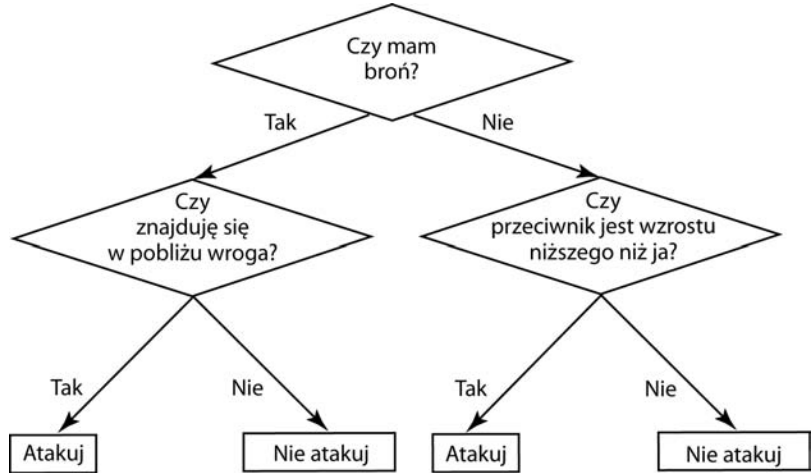 Czy mam
broń?
Tak
Nie
Czy
znajduję się
w pobliżu wroga?
Czy
przeciwnik jest wzrostu
niższego niż ja?
Tak
Nie
Tak
Nie
Atakuj
Nie atakuj
Atakuj
Nie atakuj